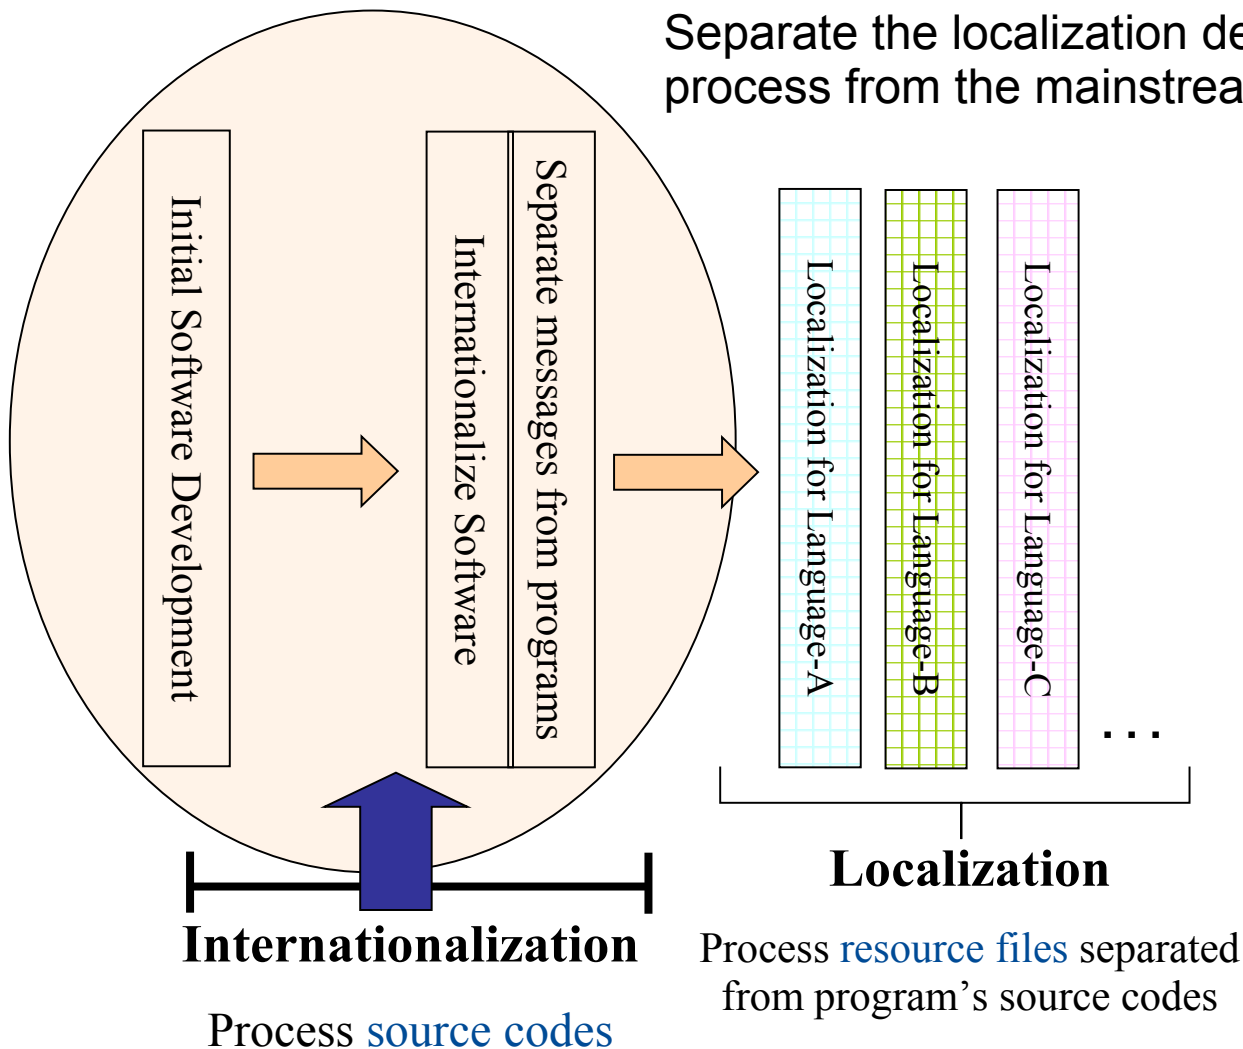 Separate the localization de
process from the mainstrea
Initial Software Development
Internationalize Software
Separate messages from programs
Localization for Language-A
Localization for Language-B
Localization for Language-C
...
Internationalization
Process source codes
Localization
Process resource files separated
from program’s source codes